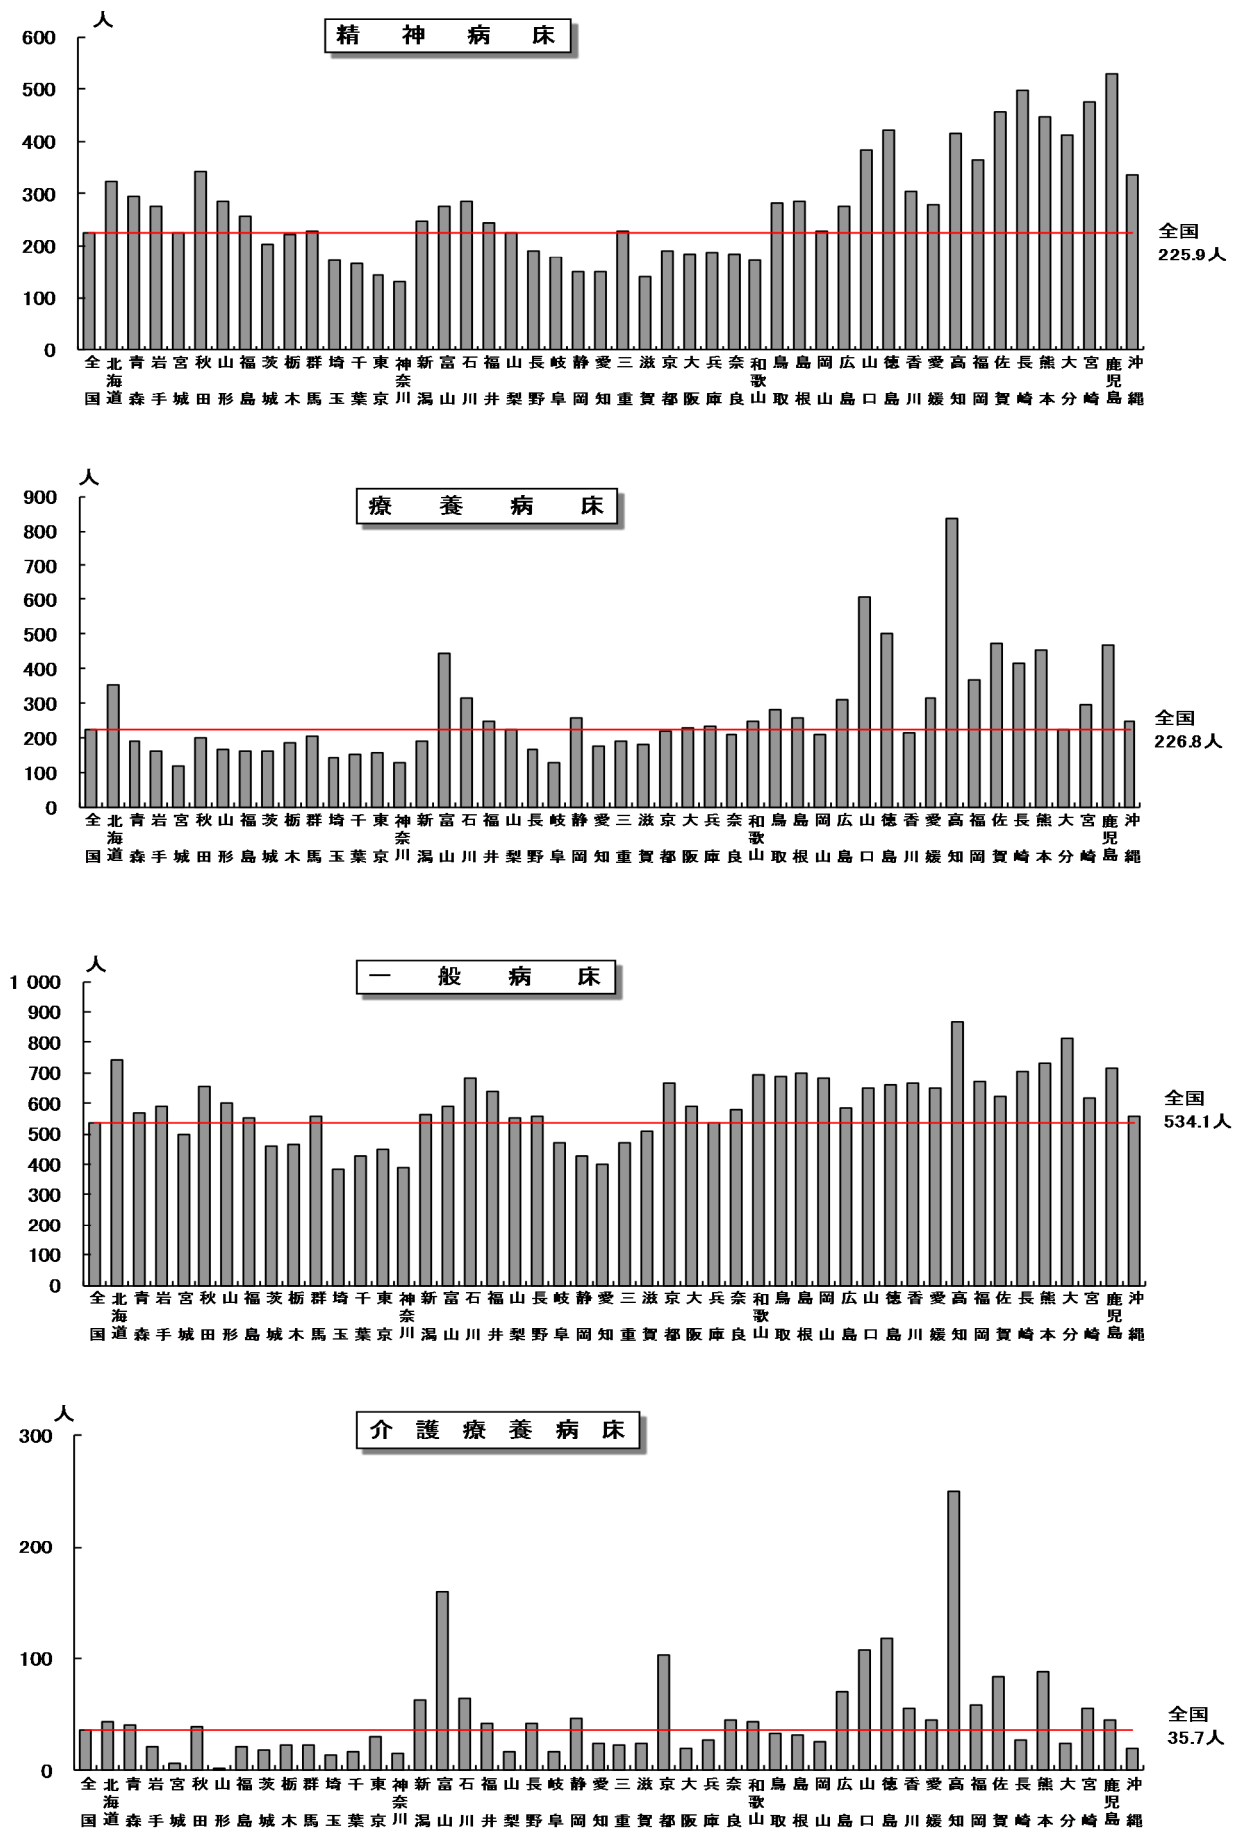 人
精神病床
600
500
400
300
200
100
0
全国
225.9人
全国 北海道 青森 岩手 宮城 秋田 山形 福島 茨城 栃木 群馬 埼玉 千葉 東京 神奈川 新潟 富山 石川 福井 山梨 長野 岐阜 静岡 愛知 三重 滋賀 京都 大阪 兵庫 奈良 和歌山 鳥取 島根 岡山 広島 山口 徳島 香川 愛媛 高知 福岡 佐賀 長崎 熊本 大分 宮崎 鹿児島 沖縄
人
療養病床
900
800
700
600
500
400
300
200
100
0
全国
226.8人
全国 北海道 青森 岩手 宮城 秋田 山形 福島 茨城 栃木 群馬 埼玉 千葉 東京 神奈川 新潟 富山 石川 福井 山梨 長野 岐阜 静岡 愛知 三重 滋賀 京都 大阪 兵庫 奈良 和歌山 鳥取 島根 岡山 広島 山口 徳島 香川 愛媛 高知 福岡 佐賀 長崎 熊本 大分 宮崎 鹿児島 沖縄
人
一般病床
1 000
900
800
700
600
500
400
300
200
100
0
全国
534.1人
全国 北海道 青森 岩手 宮城 秋田 山形 福島 茨城 栃木 群馬 埼玉 千葉 東京 神奈川 新潟 富山 石川 福井 山梨 長野 岐阜 静岡 愛知 三重 滋賀 京都 大阪 兵庫 奈良 和歌山 鳥取 島根 岡山 広島 山口 徳島 香川 愛媛 高知 福岡 佐賀 長崎 熊本 大分 宮崎 鹿児島 沖縄
人
介護療養病床
300
200
100
0
全国
35.7人
全国 北海道 青森 岩手 宮城 秋田 山形 福島 茨城 栃木 群馬 埼玉 千葉 東京 神奈川 新潟 富山 石川 福井 山梨 長野 岐阜 静岡 愛知 三重 滋賀 京都 大阪 兵庫 奈良 和歌山 鳥取 島根 岡山 広島 山口 徳島 香川 愛媛 高知 福岡 佐賀 長崎 熊本 大分 宮崎 鹿児島 沖縄